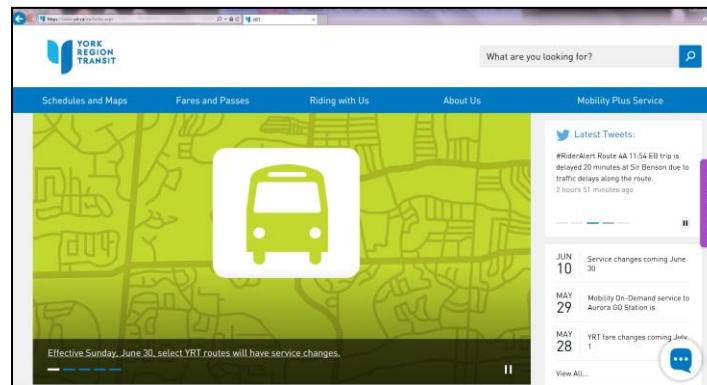 YRT
YORK
REGION
TRANSIT
What are you looking for?
Schedules and Maps
Fares and Passes
Riding with Us
About Us
Mobility Plus Service
Effective Sunday, June 30, select YRT routes will have service changes.
Latest Tweets:
#RiderAlert Route 4A 11:54 EB trip is
delayed 20 minutes at Sir Benson due to
traffic delays along the route.
2 hours 51 minutes ago
JUN
10
Service changes coming June
30
MAY
29
Mobility On-Demand service to
Aurora GO Station is
MAY
28
YRT fare changes coming July
1
View All...